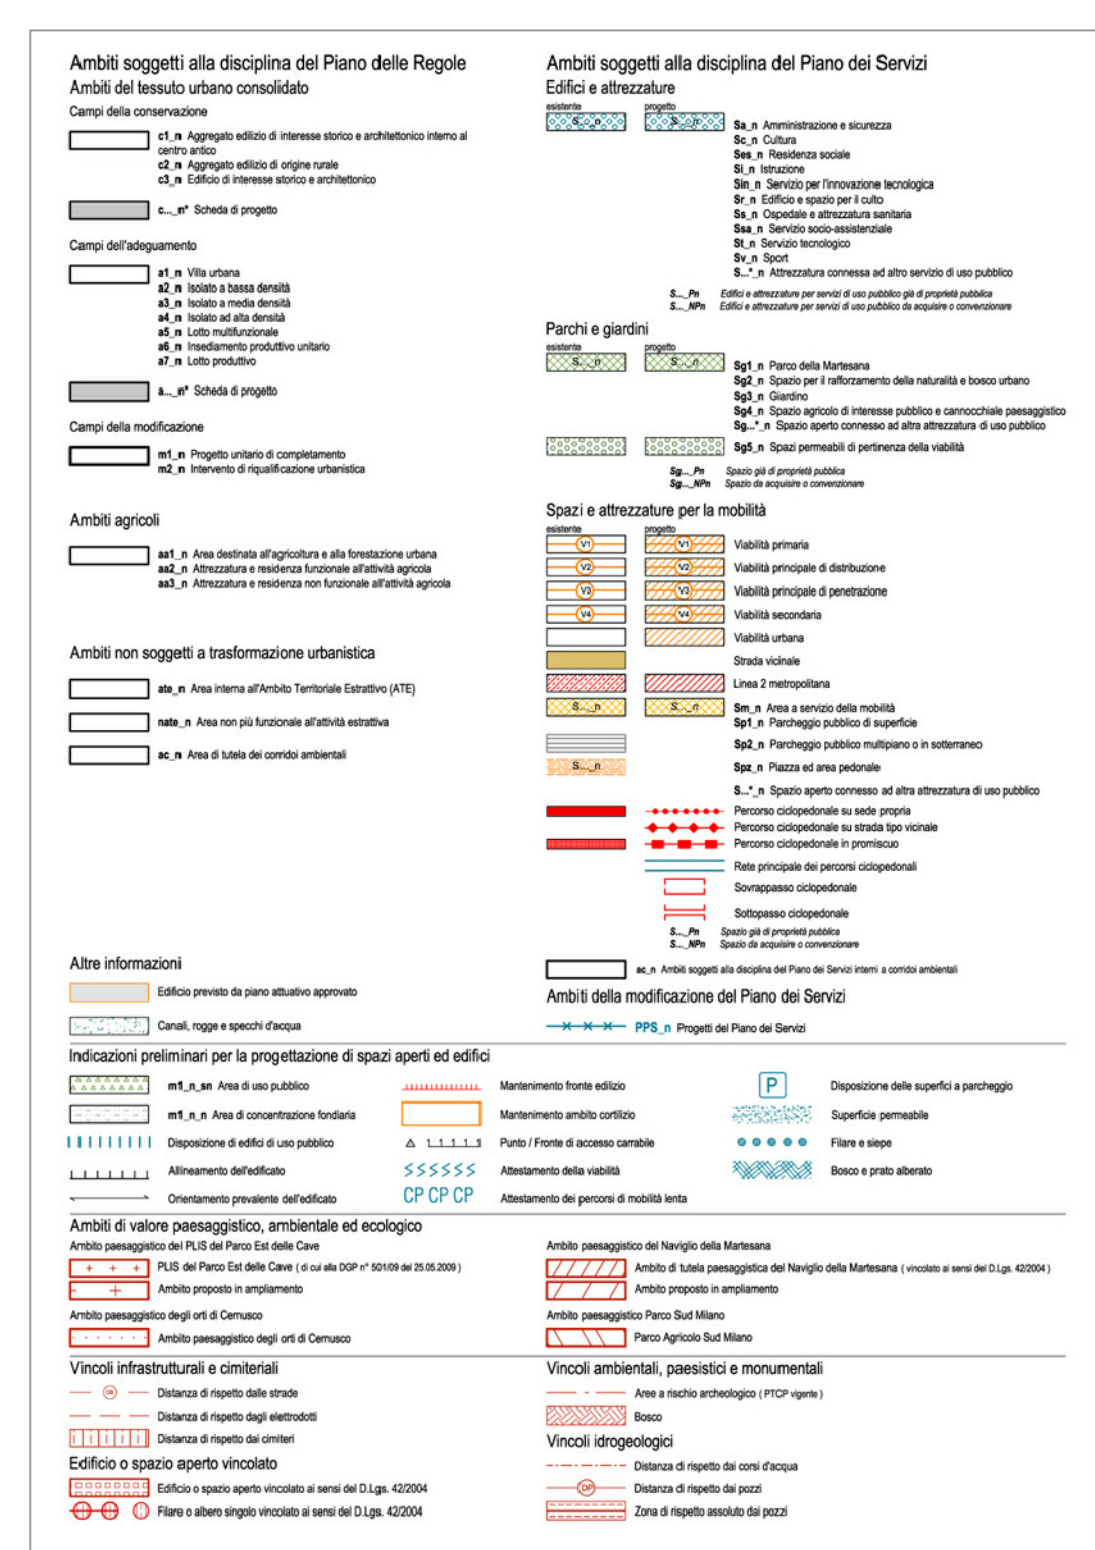 Ambiti soggetti alla disciplina del Piano delle Regole
Ambiti del tessuto urbano consolidato
Campi della conservazione
c1_n Aggregato edilizio di interesse storico e architettonico interno al
centro antico
c2_n Aggregato edilizio di origine rurale
c3_n Edificio di interesse storico e architettonico
c..._n* Scheda di progetto
Campi dell'adeguamento
a1_n Villa urbana
a2_n Isolato a bassa densità
a3_n Isolato a media densità
a4_n Isolato ad alta densità
a5_n Lotto multifunzionale
a6_n Insediamento produttivo unitario
a7_n Lotto produttivo
a..._n* Scheda di progetto
Campi della modificazione
m1_n Progetto unitario di completamento
m2_n Intervento di riqualificazione urbanistica
Ambiti agricoli
aa1_n Area destinata all'agricoltura e alla forestazione urbana
aa2_n Attrezzatura e residenza funzionale all'attività agricola
aa3_n Attrezzatura e residenza non funzionale all'attività agricola
Ambiti non soggetti a trasformazione urbanistica
ate_n Area interna all'Ambito Territoriale Estrattivo (ATE)
nate_n Area non più funzionale all'attività estrattiva
ac_n Area di tutela dei corridoi ambientali
Altre informazioni
Edificio previsto da piano attuativo approvato
Canali, rogge e specchi d'acqua
Ambiti soggetti alla disciplina del Piano dei Servizi
Edifici e attrezzature
esistente progetto
S..._n S..._n
Sa_n Amministrazione e sicurezza
Sc_n Cultura
Ses_n Residenza sociale
Si_n Istruzione
Sin_n Servizio per l'innovazione tecnologica
Sr_n Edificio e spazio per il culto
Ss_n Ospedale e attrezzatura sanitaria
Ssa_n Servizio socio-assistenziale
St_n Servizio tecnologico
Sv_n Sport
S...*_n Attrezzatura connessa ad altro servizio di uso pubblico
S..._Pn Edifici e attrezzature per servizi di uso pubblico già di proprietà pubblica
S..._NPn Edifici e attrezzature per servizi di uso pubblico da acquisire o convenzionare
Parchi e giardini
esistente progetto
S..._n S..._n
Sg1_n Parco della Martesana
Sg2_n Spazio per il rafforzamento della naturalità e bosco urbano
Sg3_n Giardino
Sg4_n Spazio agricolo di interesse pubblico e cannocchiale paesaggistico
Sg...*_n Spazio aperto connesso ad altra attrezzatura di uso pubblico
Sg5_n Spazi permeabili di pertinenza della viabilità
Sg..._Pn Spazio già di proprietà pubblica
Sg..._NPn Spazio da acquisire o convenzionare
Spazi e attrezzature per la mobilità
esistente progetto
V1 V1 Viabilità primaria
V2 V2 Viabilità principale di distribuzione
V3 V3 Viabilità principale di penetrazione
V4 V4 Viabilità secondaria
Viabilità urbana
Strada vicinale
Linea 2 metropolitana
S..._n S..._n Sm_n Area a servizio della mobilità
Sp1_n Parcheggio pubblico di superficie
Sp2_n Parcheggio pubblico multipiano o in sotterraneo
S..._n Spz_n Piazza ed area pedonale
S...*_n Spazio aperto connesso ad altra attrezzatura di uso pubblico
Percorso ciclopedonale su sede propria
Percorso ciclopedonale su strada tipo vicinale
Percorso ciclopedonale in promiscuo
Rete principale dei percorsi ciclopedonali
Sovrappasso ciclopedonale
Sottopasso ciclopedonale
S..._Pn Spazio già di proprietà pubblica
S..._NPn Spazio da acquisire o convenzionare
ac_n Ambiti soggetti alla disciplina del Piano dei Servizi interni a corridoi ambientali
Ambiti della modificazione del Piano dei Servizi
PPS_n Progetti del Piano dei Servizi
Indicazioni preliminari per la progettazione di spazi aperti ed edifici
m1_n_sn Area di uso pubblico
m1_n_n Area di concentrazione fondiaria
Disposizione di edifici di uso pubblico
Allineamento dell'edificato
Orientamento prevalente dell'edificato
Mantenimento fronte edilizio
Mantenimento ambito cortilizio
Punto / Fronte di accesso carrabile
Attestamento della viabilità
CP CP CP Attestamento dei percorsi di mobilità lenta
P Disposizione delle superfici a parcheggio
Superficie permeabile
Filare e siepe
Bosco e prato alberato
Ambiti di valore paesaggistico, ambientale ed ecologico
Ambito paesaggistico del PLIS del Parco Est delle Cave
PLIS del Parco Est delle Cave ( di cui alla DGP n° 501/09 del 25.05.2009 )
Ambito proposto in ampliamento
Ambito paesaggistico degli orti di Cernusco
Ambito paesaggistico degli orti di Cernusco
Ambito paesaggistico del Naviglio della Martesana
Ambito di tutela paesaggistica del Naviglio della Martesana ( vincolato ai sensi del D.Lgs. 42/2004 )
Ambito proposto in ampliamento
Ambito paesaggistico Parco Sud Milano
Parco Agricolo Sud Milano
Vincoli infrastrutturali e cimiteriali
Distanza di rispetto dalle strade
Distanza di rispetto dagli elettrodotti
Distanza di rispetto dai cimiteri
Edificio o spazio aperto vincolato
Edificio o spazio aperto vincolato ai sensi del D.Lgs. 42/2004
Filare o albero singolo vincolato ai sensi del D.Lgs. 42/2004
Vincoli ambientali, paesistici e monumentali
Aree a rischio archeologico ( PTCP vigente )
Bosco
Vincoli idrogeologici
Distanza di rispetto dai corsi d'acqua
DP Distanza di rispetto dai pozzi
Zona di rispetto assoluto dai pozzi